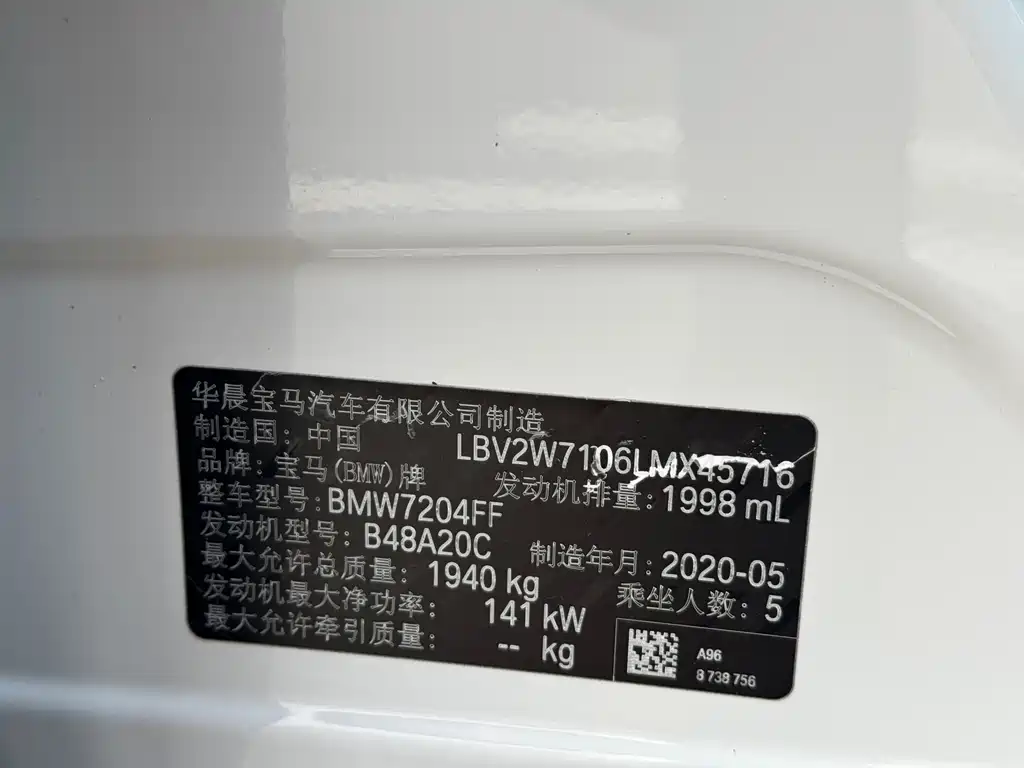 华晨宝马汽车有限公司制造
制造国：中国 LBV2W7106LMX45716
品牌：宝马(BMW)牌 发动机排量：1998 mL
整车型号：BMW7204FF
发动机型号：B48A20C 制造年月：2020-05
最大允许总质量：1940 kg 乘坐人数：5
发动机最大净功率：141 kW
最大允许牵引质量：-- kg
A96
8 738 756